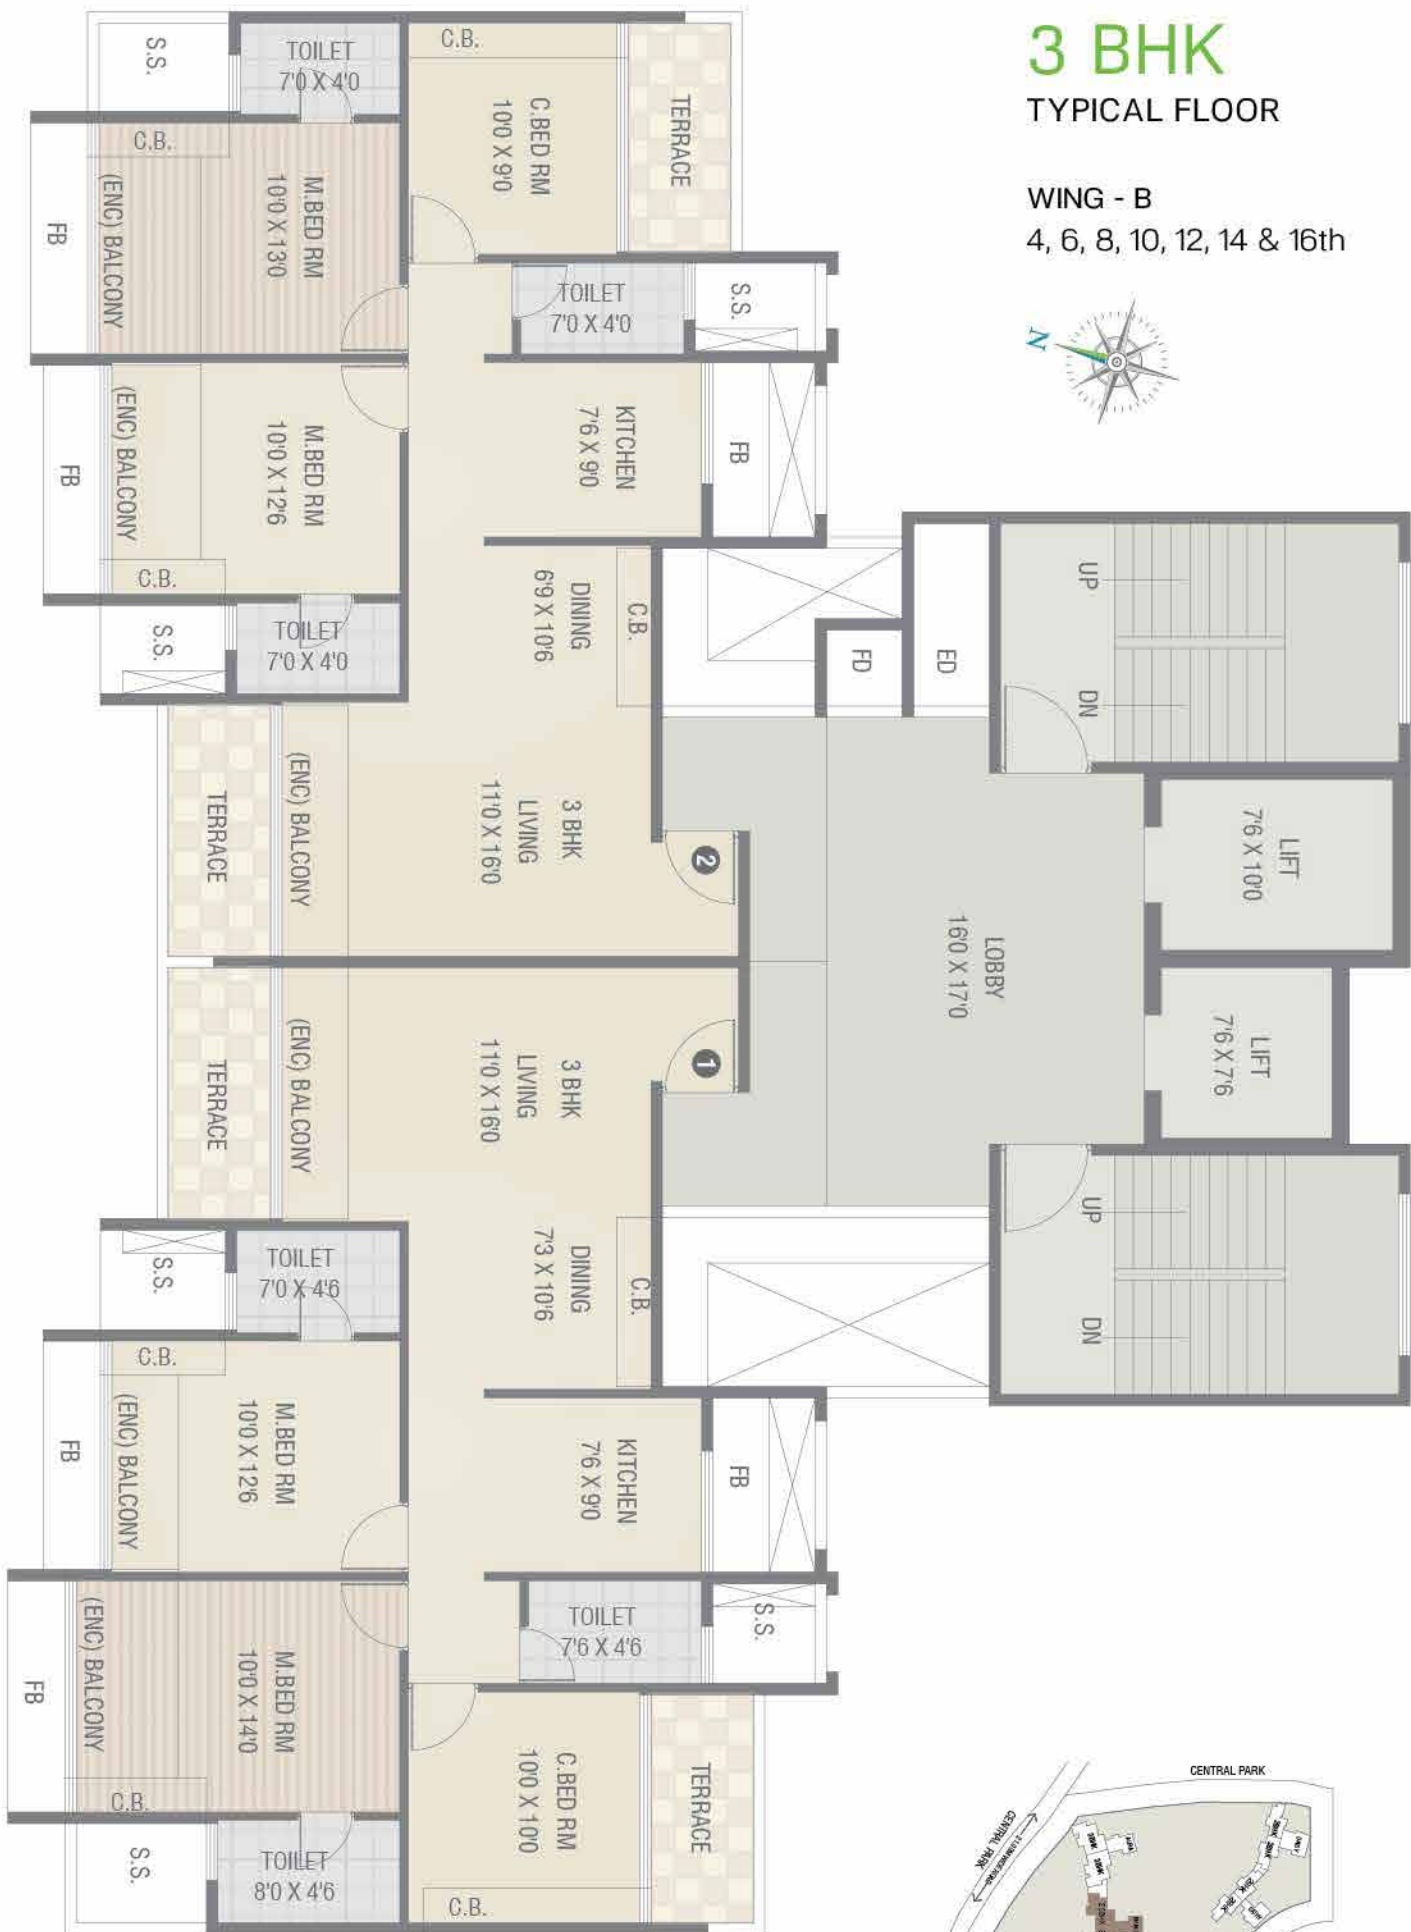 3 BHK
TYPICAL FLOOR
WING - B
4, 6, 8, 10, 12, 14 & 16th
N
S.S.
TOILET
7'0 X 4'0
C.B.
C.BED RM
10'0 X 9'0
TERRACE
C.B.
M.BED RM
10'0 X 13'0
(ENC) BALCONY
FB
TOILET
7'0 X 4'0
S.S.
M.BED RM
10'0 X 12'6
(ENC) BALCONY
FB
C.B.
KITCHEN
7'6 X 9'0
FB
S.S.
TOILET
7'0 X 4'0
DINING
6'9 X 10'6
C.B.
FD
ED
UP
DN
TERRACE
(ENC) BALCONY
3 BHK
LIVING
11'0 X 16'0
2
LIFT
7'6 X 10'0
LOBBY
16'0 X 17'0
LIFT
7'6 X 7'6
TERRACE
(ENC) BALCONY
3 BHK
LIVING
11'0 X 16'0
1
UP
DN
S.S.
TOILET
7'0 X 4'6
DINING
7'3 X 10'6
C.B.
C.B.
M.BED RM
10'0 X 12'6
(ENC) BALCONY
FB
KITCHEN
7'6 X 9'0
FB
TOILET
7'6 X 4'6
S.S.
M.BED RM
10'0 X 14'0
(ENC) BALCONY
FB
C.B.
C.BED RM
10'0 X 10'0
TERRACE
S.S.
TOILET
8'0 X 4'6
C.B.
CENTRAL PARK
CENTRAL PARK